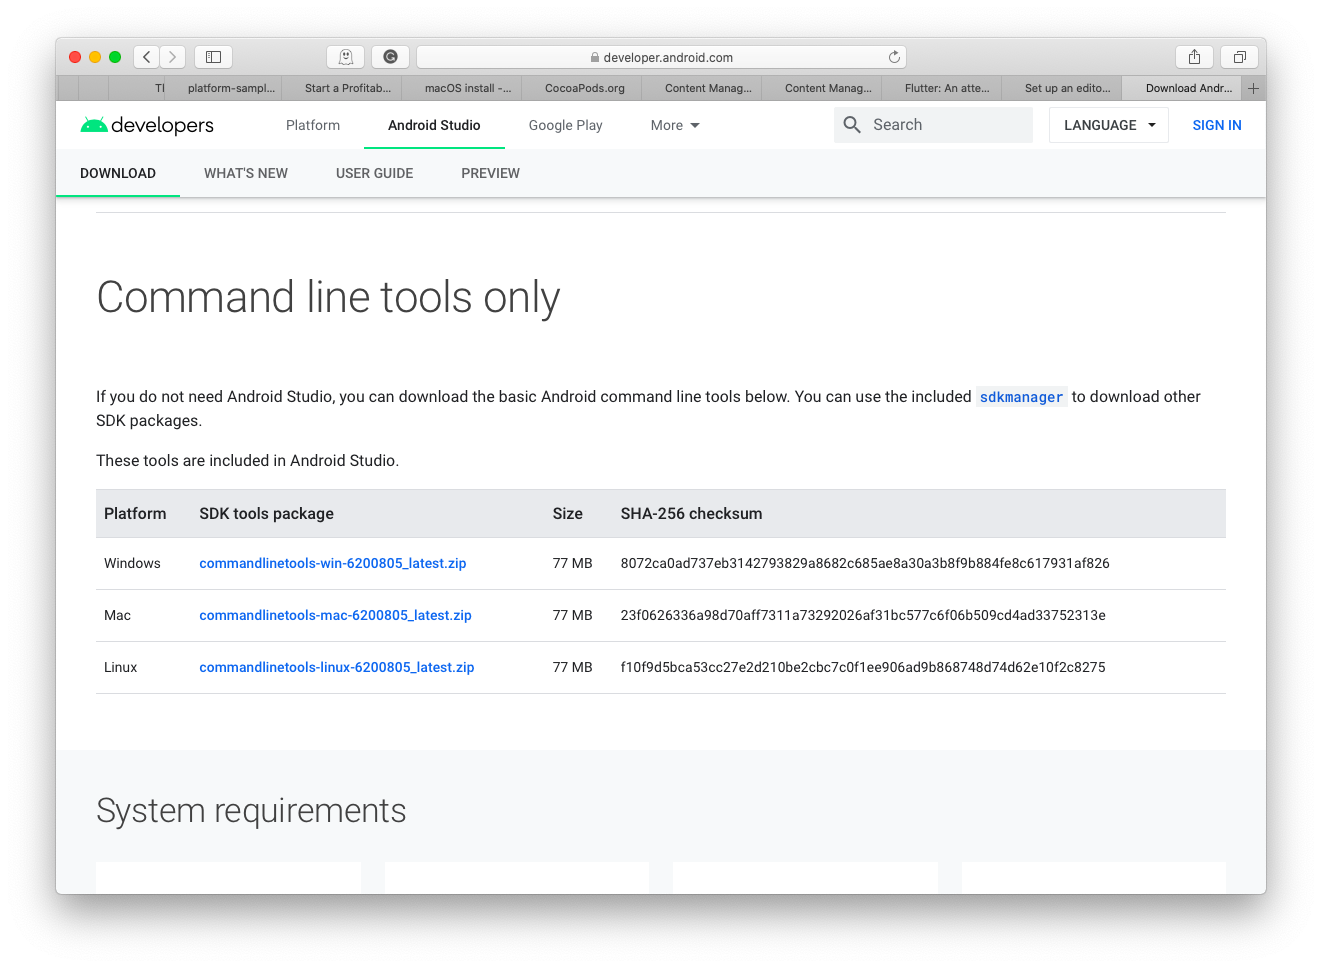 developer.android.com
platform-sampl...
Start a Profitab...
macOS install -...
CocoaPods.org
Content Manag...
Content Manag...
Flutter: An atte...
Set up an edito...
Download Andr...
developers
Platform
Android Studio
Google Play
More
Search
LANGUAGE
SIGN IN
DOWNLOAD
WHAT'S NEW
USER GUIDE
PREVIEW
Command line tools only
If you do not need Android Studio, you can download the basic Android command line tools below. You can use the included sdkmanager to download other
SDK packages.
These tools are included in Android Studio.
Platform SDK tools package Size SHA-256 checksum
Windows commandlinetools-win-6200805_latest.zip 77 MB 8072ca0ad737eb3142793829a8682c685ae8a30a3b8f9b884fe8c617931af826
Mac commandlinetools-mac-6200805_latest.zip 77 MB 23f0626336a98d70aff7311a73292026af31bc577c6f06b509cd4ad33752313e
Linux commandlinetools-linux-6200805_latest.zip 77 MB f10f9d5bca53cc27e2d210be2cbc7c0f1ee906ad9b868748d74d62e10f2c8275
System requirements